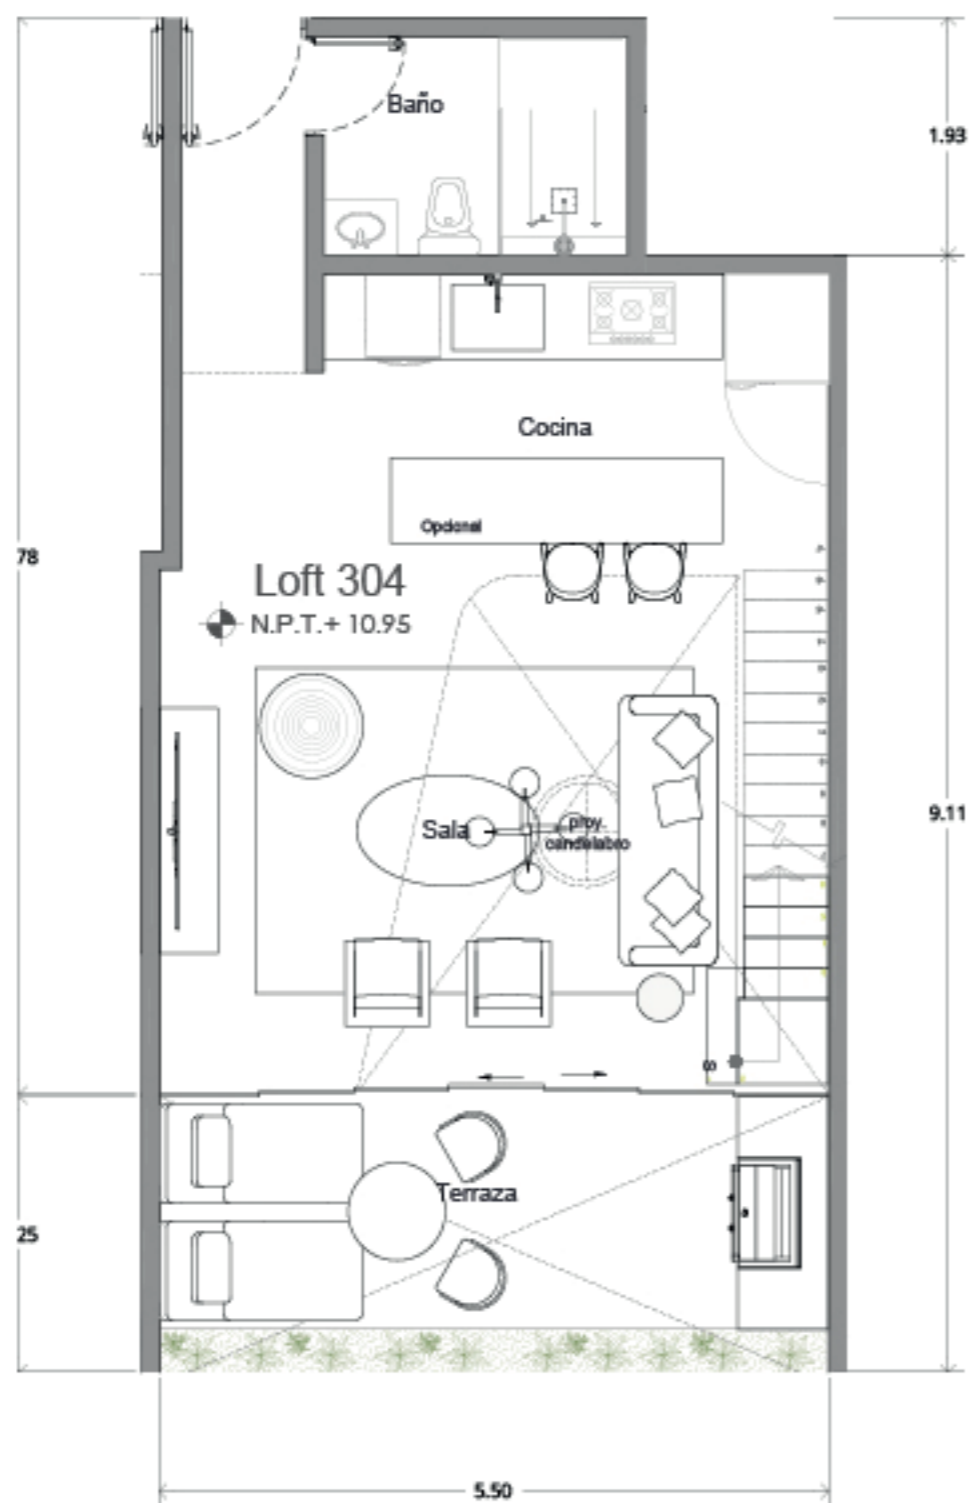 Baño
1.93
Cocina
Opcional
78
Loft 304
N.P.T.+ 10.95
9.11
Sala
proy.
candelabro
Terraza
25
5.50